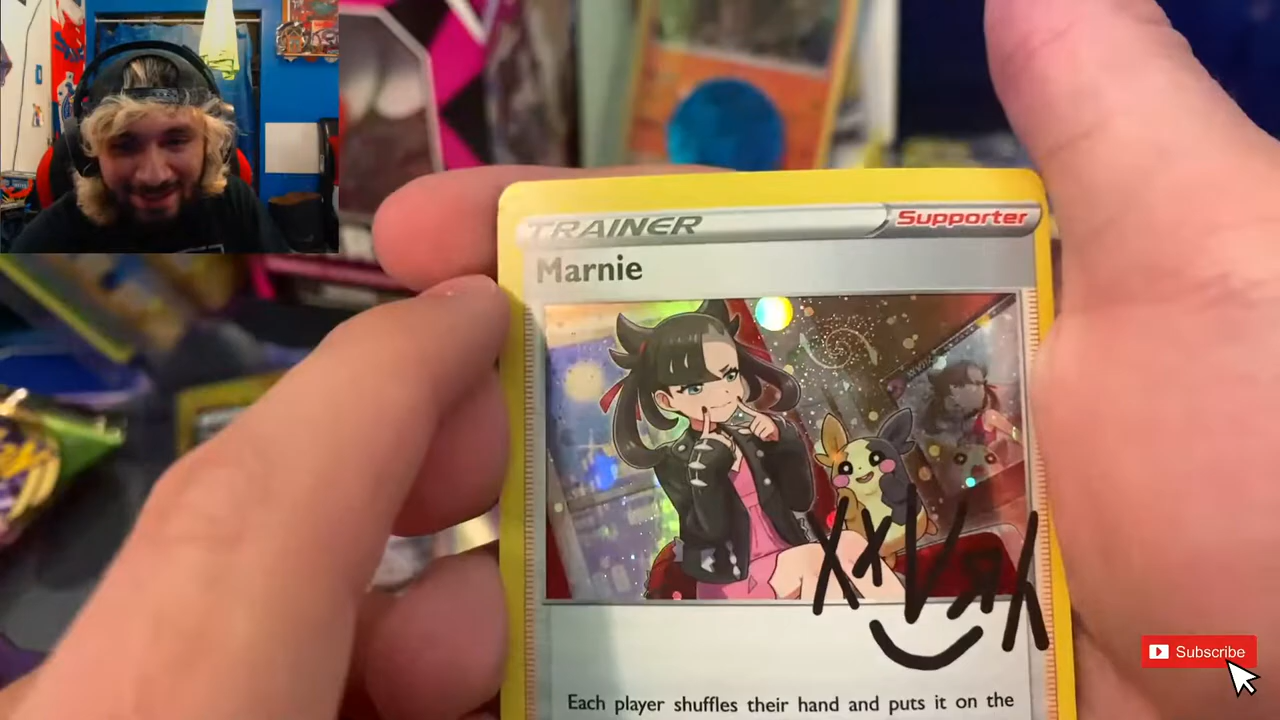 TRAINER
Supporter
Marnie
Each player shuffles their hand and puts it on the
Subscribe